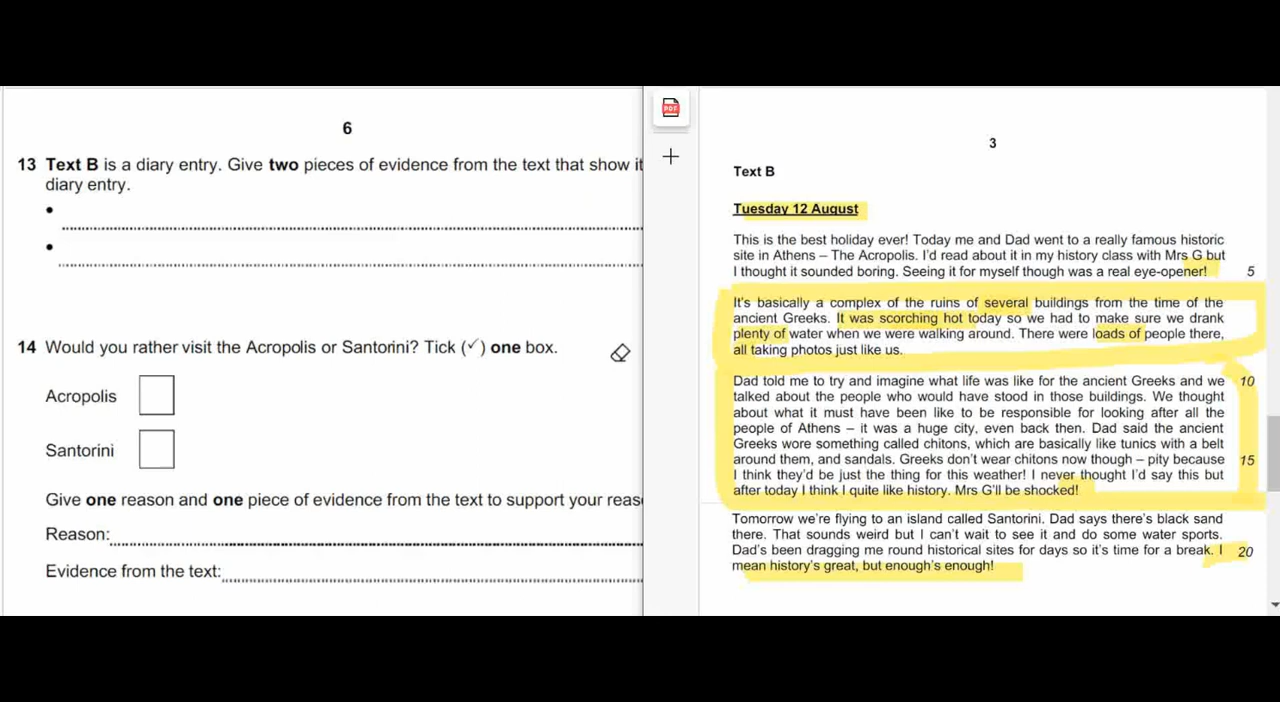 6
13 Text B is a diary entry. Give two pieces of evidence from the text that show it
diary entry.
14 Would you rather visit the Acropolis or Santorini? Tick (✓) one box.
Acropolis
Santorini
Give one reason and one piece of evidence from the text to support your reas
Reason:
Evidence from the text:
PDF
3
Text B
Tuesday 12 August
This is the best holiday ever! Today me and Dad went to a really famous historic
site in Athens – The Acropolis. I'd read about it in my history class with Mrs G but
I thought it sounded boring. Seeing it for myself though was a real eye-opener! 5
It's basically a complex of the ruins of several buildings from the time of the
ancient Greeks. It was scorching hot today so we had to make sure we drank
plenty of water when we were walking around. There were loads of people there,
all taking photos just like us.
Dad told me to try and imagine what life was like for the ancient Greeks and we 10
talked about the people who would have stood in those buildings. We thought
about what it must have been like to be responsible for looking after all the
people of Athens – it was a huge city, even back then. Dad said the ancient
Greeks wore something called chitons, which are basically like tunics with a belt
around them, and sandals. Greeks don't wear chitons now though – pity because 15
I think they'd be just the thing for this weather! I never thought I'd say this but
after today I think I quite like history. Mrs G'll be shocked!
Tomorrow we're flying to an island called Santorini. Dad says there's black sand
there. That sounds weird but I can't wait to see it and do some water sports.
Dad's been dragging me round historical sites for days so it's time for a break. I 20
mean history's great, but enough's enough!